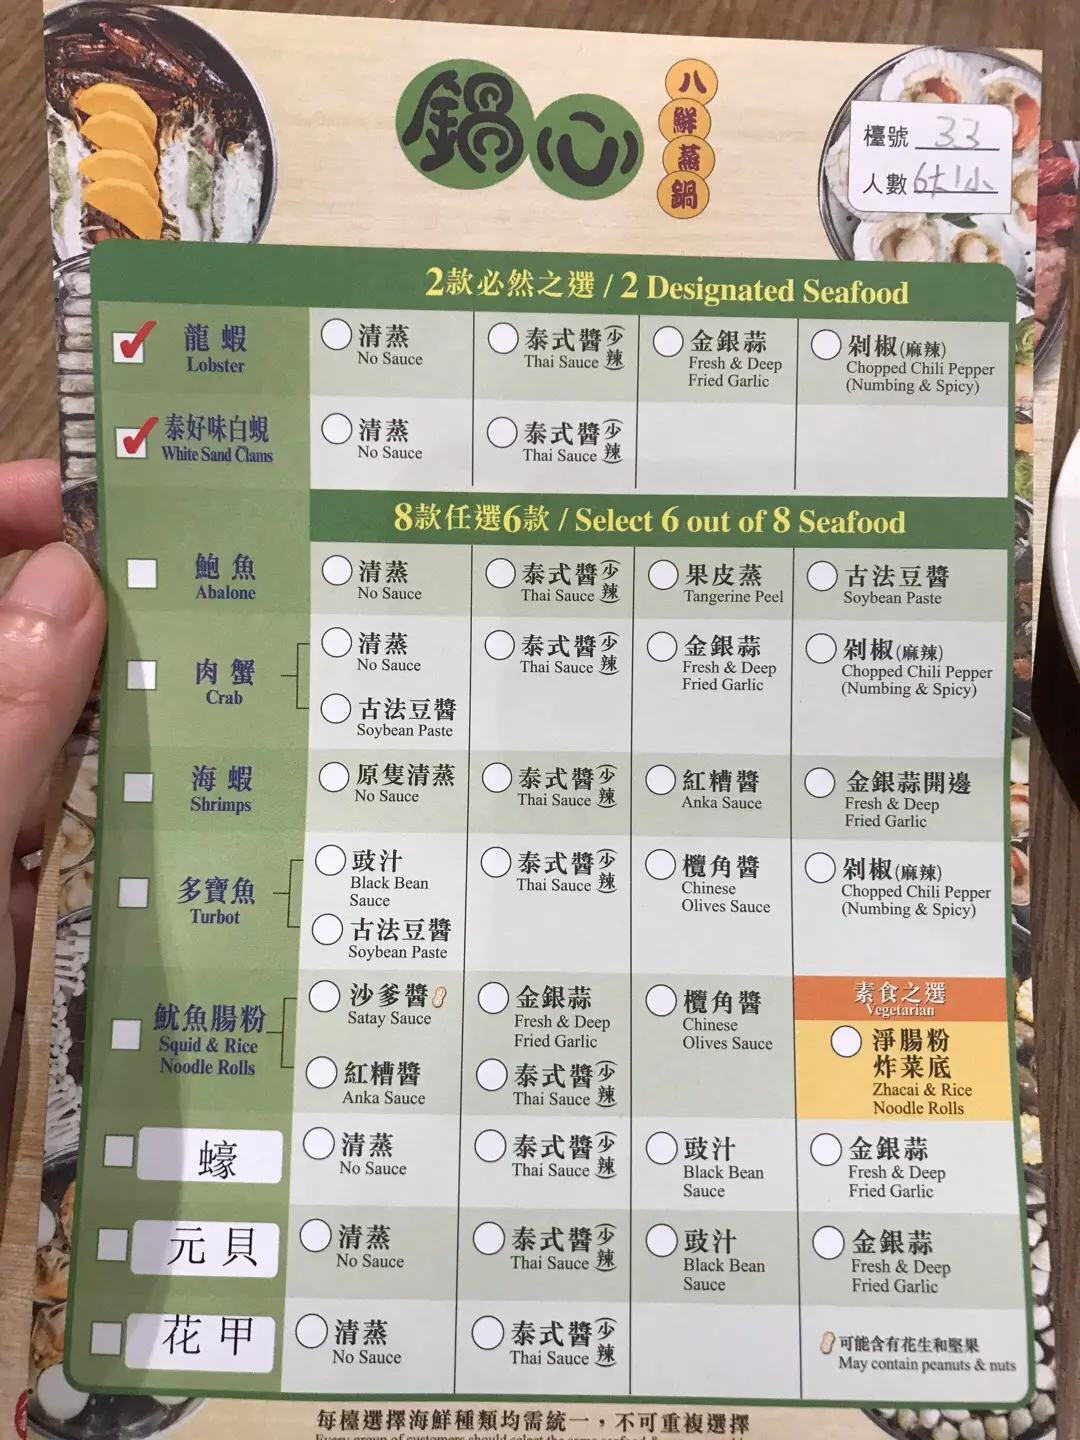 鍋心
八鮮蒸鍋
檯號 33
人數 6大1小
2款必然之選 / 2 Designated Seafood
龍蝦
Lobster
清蒸
No Sauce
泰式醬(少辣)
Thai Sauce
金銀蒜
Fresh & Deep
Fried Garlic
剁椒(麻辣)
Chopped Chili Pepper
(Numbing & Spicy)
泰好味白蜆
White Sand Clams
清蒸
No Sauce
泰式醬(少辣)
Thai Sauce
8款任選6款 / Select 6 out of 8 Seafood
鮑魚
Abalone
清蒸
No Sauce
泰式醬(少辣)
Thai Sauce
果皮蒸
Tangerine Peel
古法豆醬
Soybean Paste
肉蟹
Crab
清蒸
No Sauce
泰式醬(少辣)
Thai Sauce
金銀蒜
Fresh & Deep
Fried Garlic
剁椒(麻辣)
Chopped Chili Pepper
(Numbing & Spicy)
古法豆醬
Soybean Paste
海蝦
Shrimps
原隻清蒸
No Sauce
泰式醬(少辣)
Thai Sauce
紅糟醬
Anka Sauce
金銀蒜開邊
Fresh & Deep
Fried Garlic
多寶魚
Turbot
豉汁
Black Bean
Sauce
泰式醬(少辣)
Thai Sauce
欖角醬
Chinese
Olives Sauce
剁椒(麻辣)
Chopped Chili Pepper
(Numbing & Spicy)
古法豆醬
Soybean Paste
魷魚腸粉
Squid & Rice
Noodle Rolls
沙爹醬
Satay Sauce
金銀蒜
Fresh & Deep
Fried Garlic
欖角醬
Chinese
Olives Sauce
素食之選
Vegetarian
淨腸粉
炸菜底
Zhacai & Rice
Noodle Rolls
紅糟醬
Anka Sauce
泰式醬(少辣)
Thai Sauce
蠔
清蒸
No Sauce
泰式醬(少辣)
Thai Sauce
豉汁
Black Bean
Sauce
金銀蒜
Fresh & Deep
Fried Garlic
元貝
清蒸
No Sauce
泰式醬(少辣)
Thai Sauce
豉汁
Black Bean
Sauce
金銀蒜
Fresh & Deep
Fried Garlic
花甲
清蒸
No Sauce
泰式醬(少辣)
Thai Sauce
可能含有花生和堅果
May contain peanuts & nuts
每檯選擇海鮮種類均需統一，不可重複選擇
Every group of customers should select the same seafood &